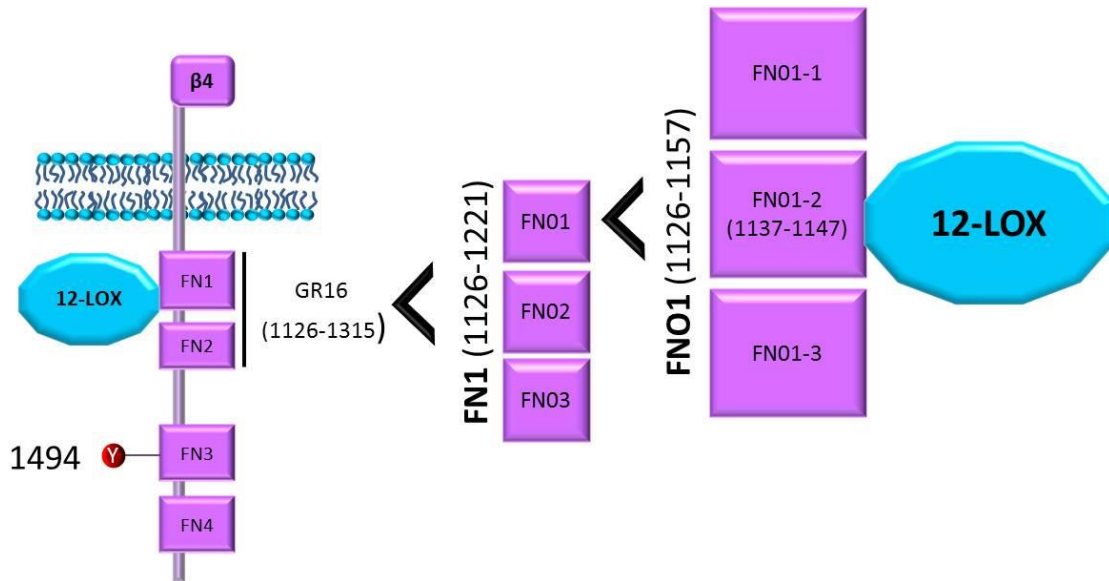 β4
12-LOX
FN1
FN2
GR16
(1126-1315)
1494
Y
FN3
FN4
FN1 (1126-1221)
FN01
FN02
FN03
FNO1 (1126-1157)
FN01-1
FN01-2
(1137-1147)
FN01-3
12-LOX